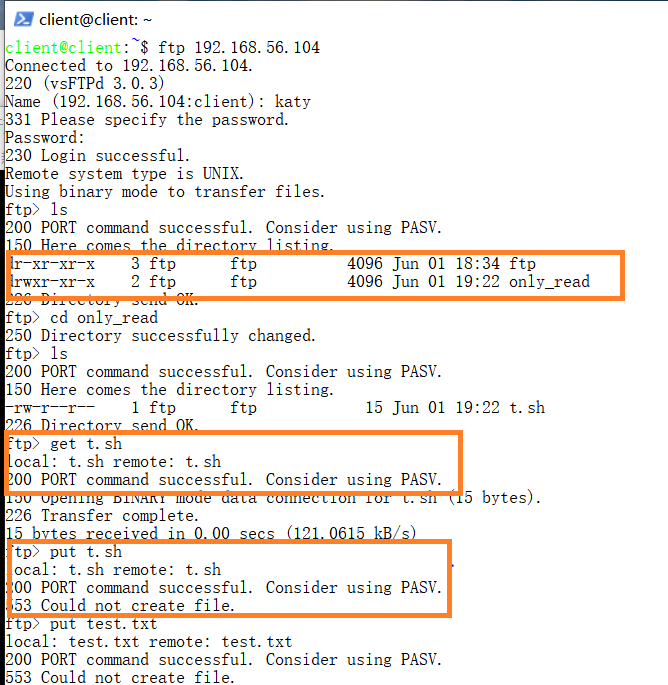 client@client: ~
client@client:~$ ftp 192.168.56.104
Connected to 192.168.56.104.
220 (vsFTPd 3.0.3)
Name (192.168.56.104:client): katy
331 Please specify the password.
Password:
230 Login successful.
Remote system type is UNIX.
Using binary mode to transfer files.
ftp> ls
200 PORT command successful. Consider using PASV.
150 Here comes the directory listing.
dr-xr-xr-x    3 ftp      ftp          4096 Jun 01 18:34 ftp
drwxr-xr-x    2 ftp      ftp          4096 Jun 01 19:22 only_read
226 Directory send OK.
ftp> cd only_read
250 Directory successfully changed.
ftp> ls
200 PORT command successful. Consider using PASV.
150 Here comes the directory listing.
-rw-r--r--    1 ftp      ftp            15 Jun 01 19:22 t.sh
226 Directory send OK.
ftp> get t.sh
local: t.sh remote: t.sh
200 PORT command successful. Consider using PASV.
150 Opening BINARY mode data connection for t.sh (15 bytes).
226 Transfer complete.
15 bytes received in 0.00 secs (121.0615 kB/s)
ftp> put t.sh
local: t.sh remote: t.sh
200 PORT command successful. Consider using PASV.
553 Could not create file.
ftp> put test.txt
local: test.txt remote: test.txt
200 PORT command successful. Consider using PASV.
553 Could not create file.